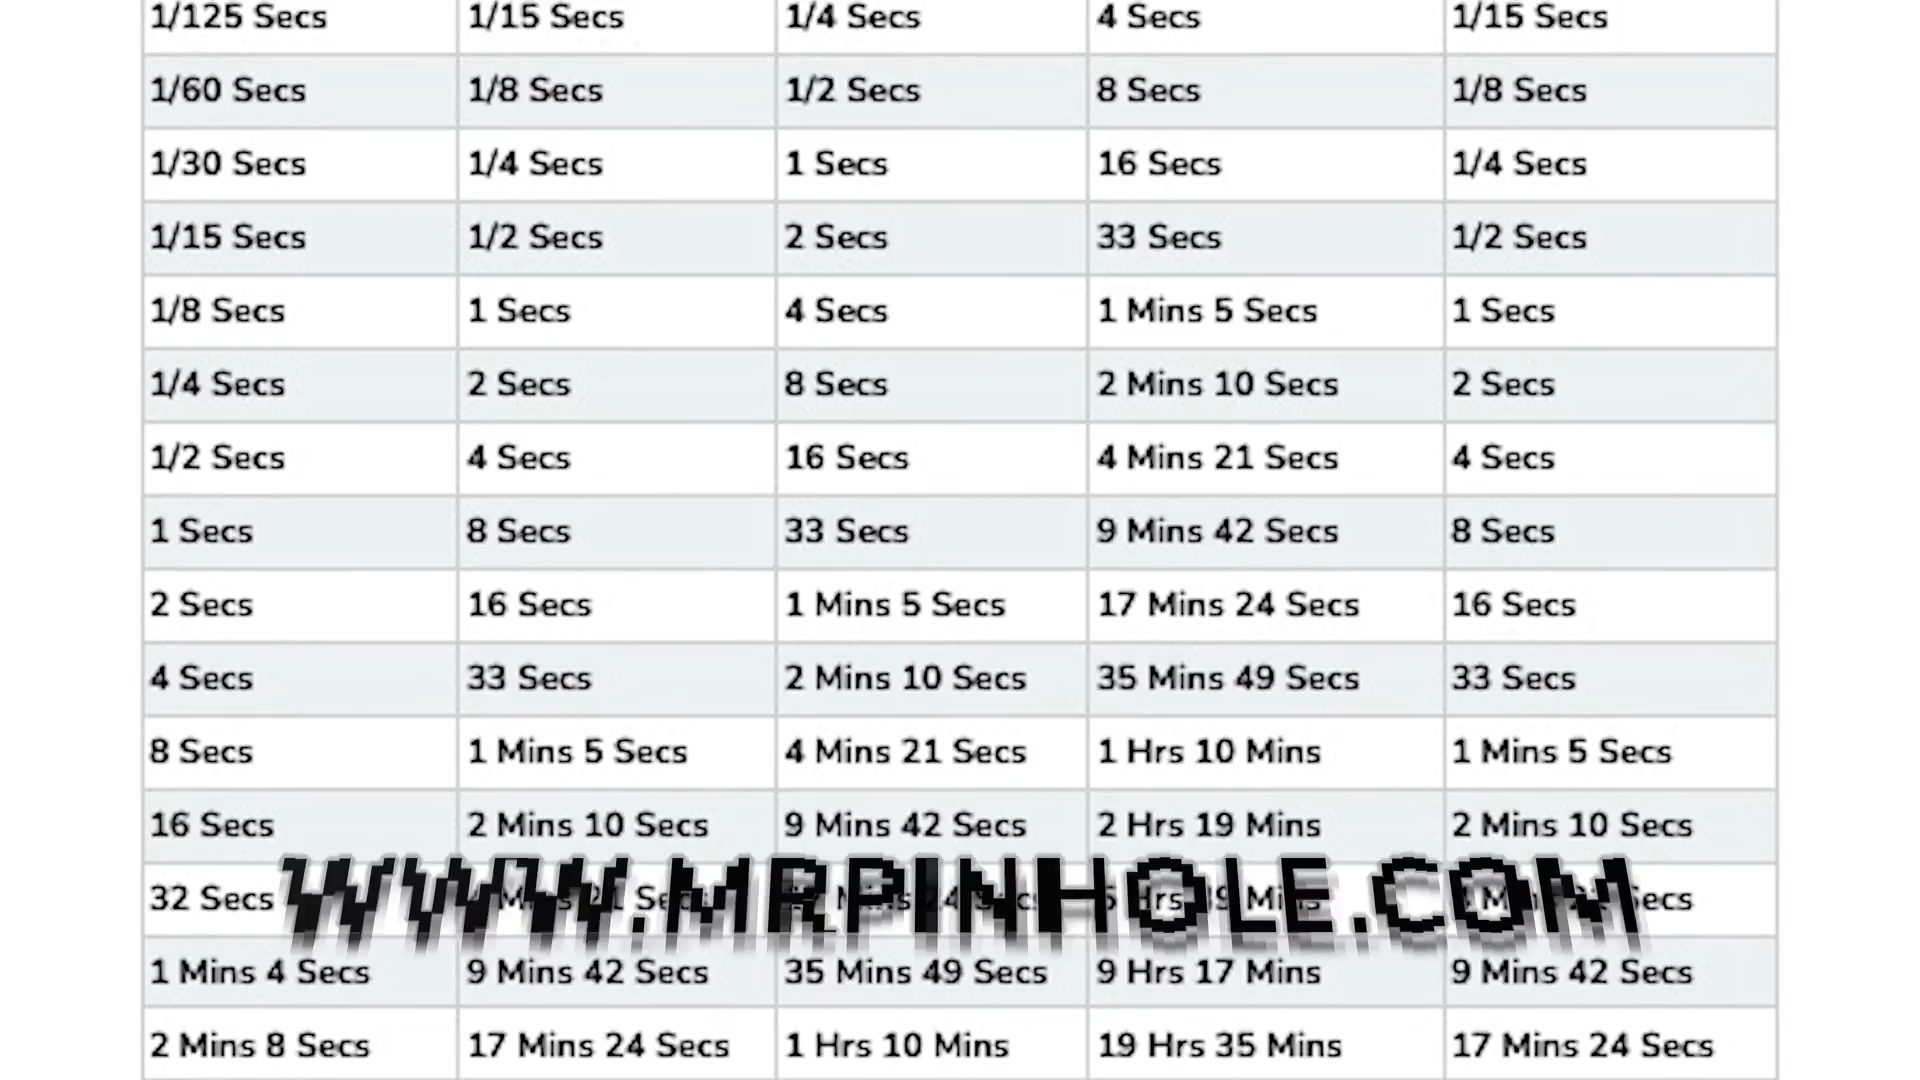 1/125 Secs 1/15 Secs 1/4 Secs 4 Secs 1/15 Secs
1/60 Secs 1/8 Secs 1/2 Secs 8 Secs 1/8 Secs
1/30 Secs 1/4 Secs 1 Secs 16 Secs 1/4 Secs
1/15 Secs 1/2 Secs 2 Secs 33 Secs 1/2 Secs
1/8 Secs 1 Secs 4 Secs 1 Mins 5 Secs 1 Secs
1/4 Secs 2 Secs 8 Secs 2 Mins 10 Secs 2 Secs
1/2 Secs 4 Secs 16 Secs 4 Mins 21 Secs 4 Secs
1 Secs 8 Secs 33 Secs 9 Mins 42 Secs 8 Secs
2 Secs 16 Secs 1 Mins 5 Secs 17 Mins 24 Secs 16 Secs
4 Secs 33 Secs 2 Mins 10 Secs 35 Mins 49 Secs 33 Secs
8 Secs 1 Mins 5 Secs 4 Mins 21 Secs 1 Hrs 10 Mins 1 Mins 5 Secs
16 Secs 2 Mins 10 Secs 9 Mins 42 Secs 2 Hrs 19 Mins 2 Mins 10 Secs
32 Secs
WWW.MRPINHOLE.COM
1 Mins 4 Secs 9 Mins 42 Secs 35 Mins 49 Secs 9 Hrs 17 Mins 9 Mins 42 Secs
2 Mins 8 Secs 17 Mins 24 Secs 1 Hrs 10 Mins 19 Hrs 35 Mins 17 Mins 24 Secs